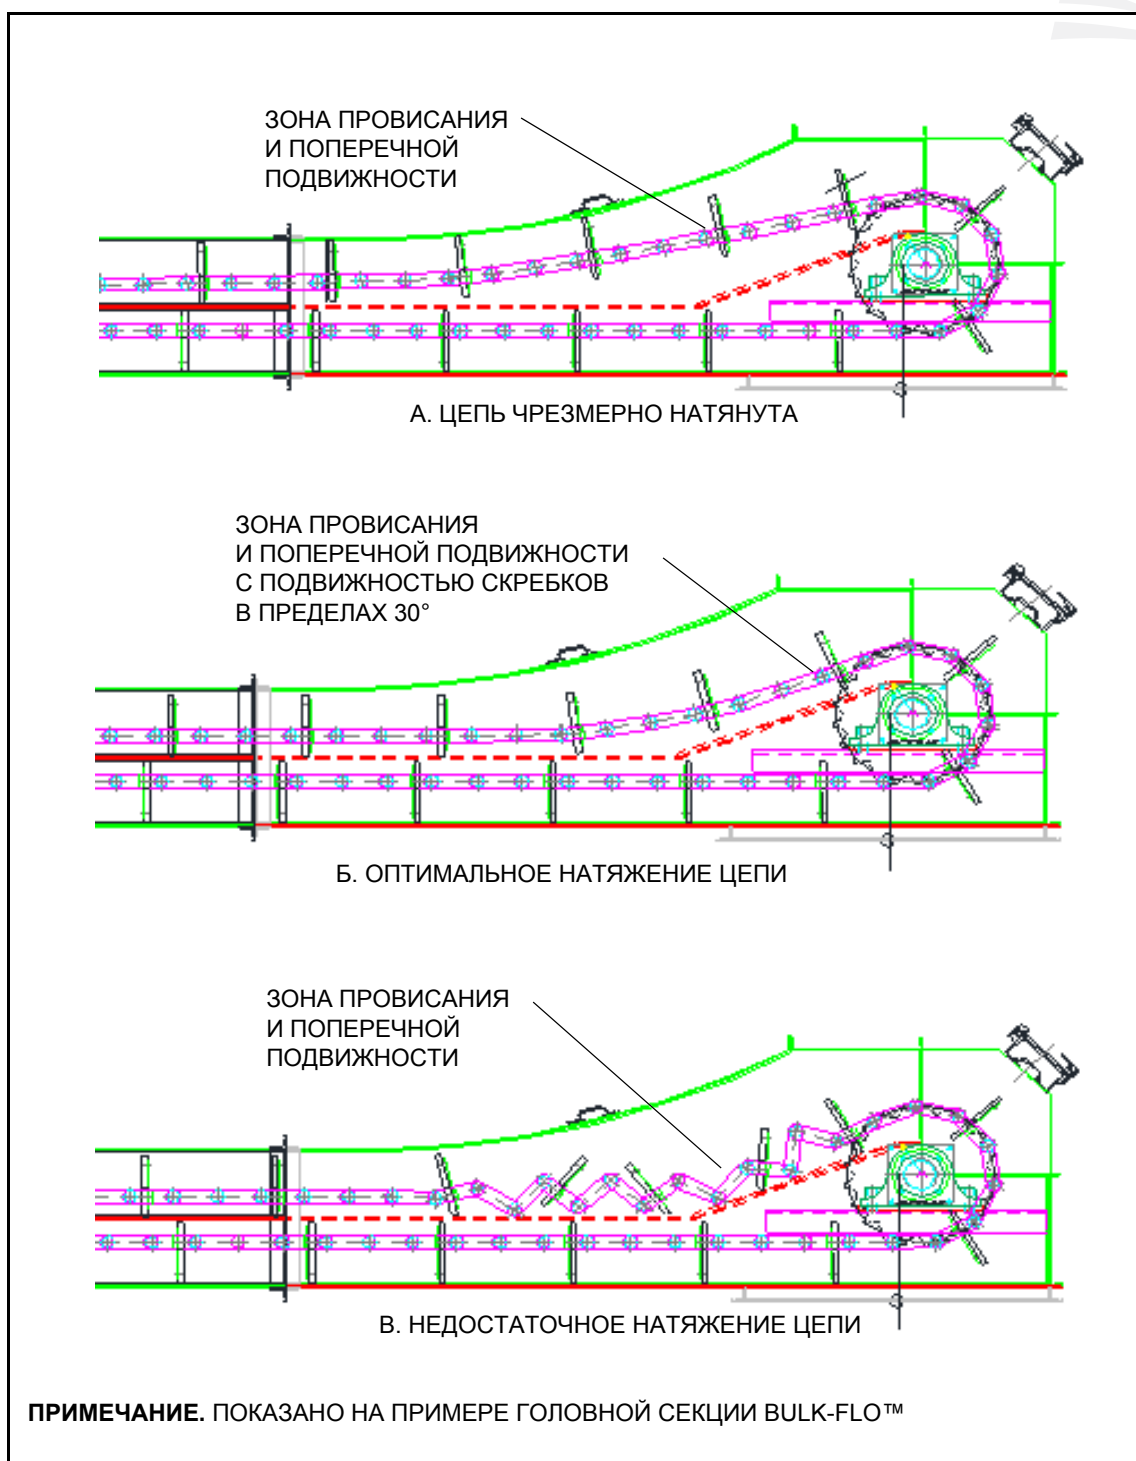 ЗОНА ПРОВИСАНИЯ
И ПОПЕРЕЧНОЙ
ПОДВИЖНОСТИ
А. ЦЕПЬ ЧРЕЗМЕРНО НАТЯНУТА
ЗОНА ПРОВИСАНИЯ
И ПОПЕРЕЧНОЙ ПОДВИЖНОСТИ
С ПОДВИЖНОСТЬЮ СКРЕБКОВ
В ПРЕДЕЛАХ 30°
Б. ОПТИМАЛЬНОЕ НАТЯЖЕНИЕ ЦЕПИ
ЗОНА ПРОВИСАНИЯ
И ПОПЕРЕЧНОЙ
ПОДВИЖНОСТИ
В. НЕДОСТАТОЧНОЕ НАТЯЖЕНИЕ ЦЕПИ
ПРИМЕЧАНИЕ. ПОКАЗАНО НА ПРИМЕРЕ ГОЛОВНОЙ СЕКЦИИ BULK-FLO™